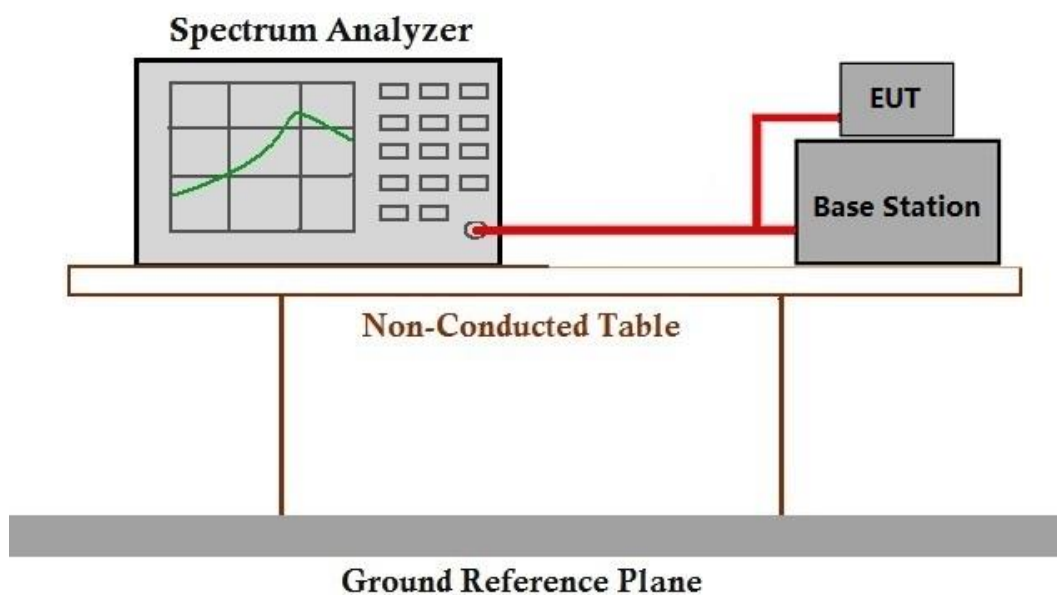 Spectrum Analyzer
EUT
Base Station
Non-Conducted Table
Ground Reference Plane